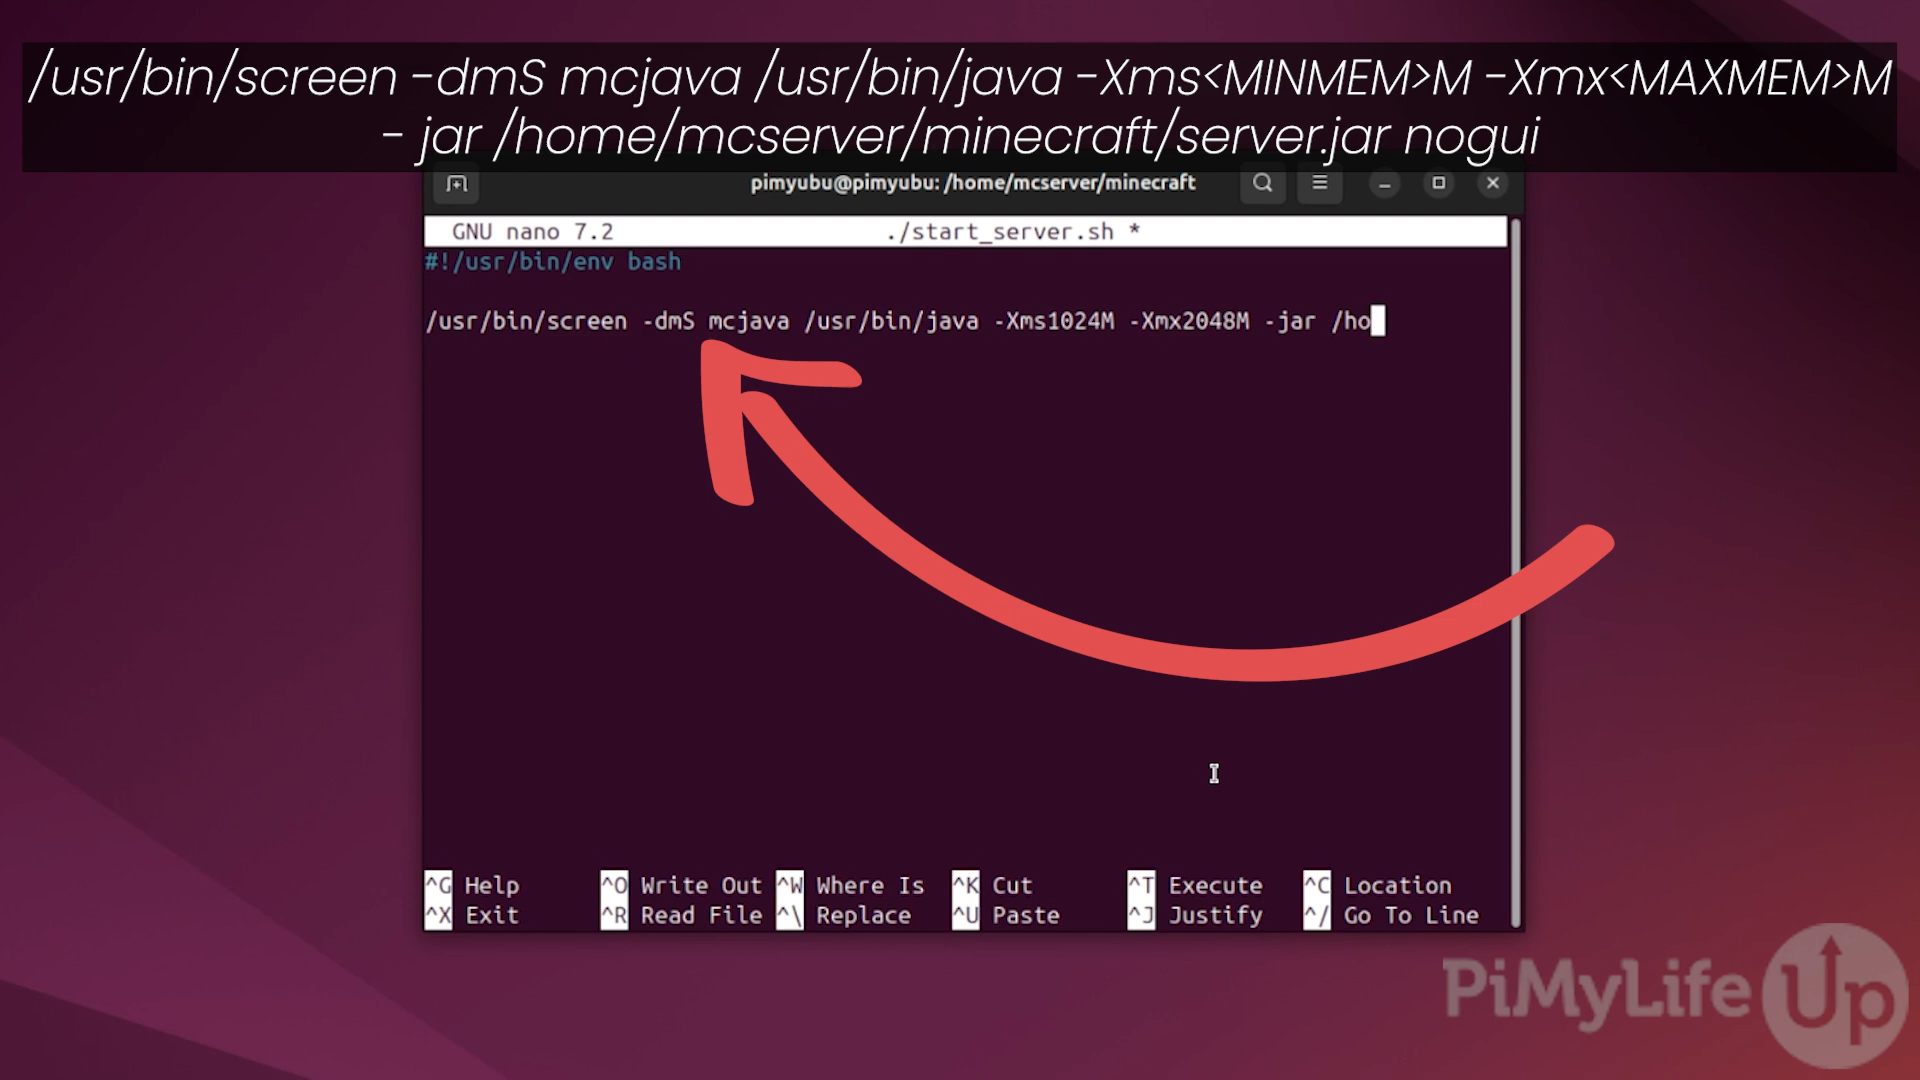 /usr/bin/screen -dmS mcjava /usr/bin/java -Xms<MINMEM>M -Xmx<MAXMEM>M
- jar /home/mcserver/minecraft/server.jar nogui
pimyubu@pimyubu: /home/mcserver/minecraft
GNU nano 7.2 ./start_server.sh *
#!/usr/bin/env bash
/usr/bin/screen -dmS mcjava /usr/bin/java -Xms1024M -Xmx2048M -jar /ho
^G Help ^O Write Out ^W Where Is ^K Cut ^T Execute ^C Location
^X Exit ^R Read File ^\ Replace ^U Paste ^J Justify ^/ Go To Line
PiMyLifeUp